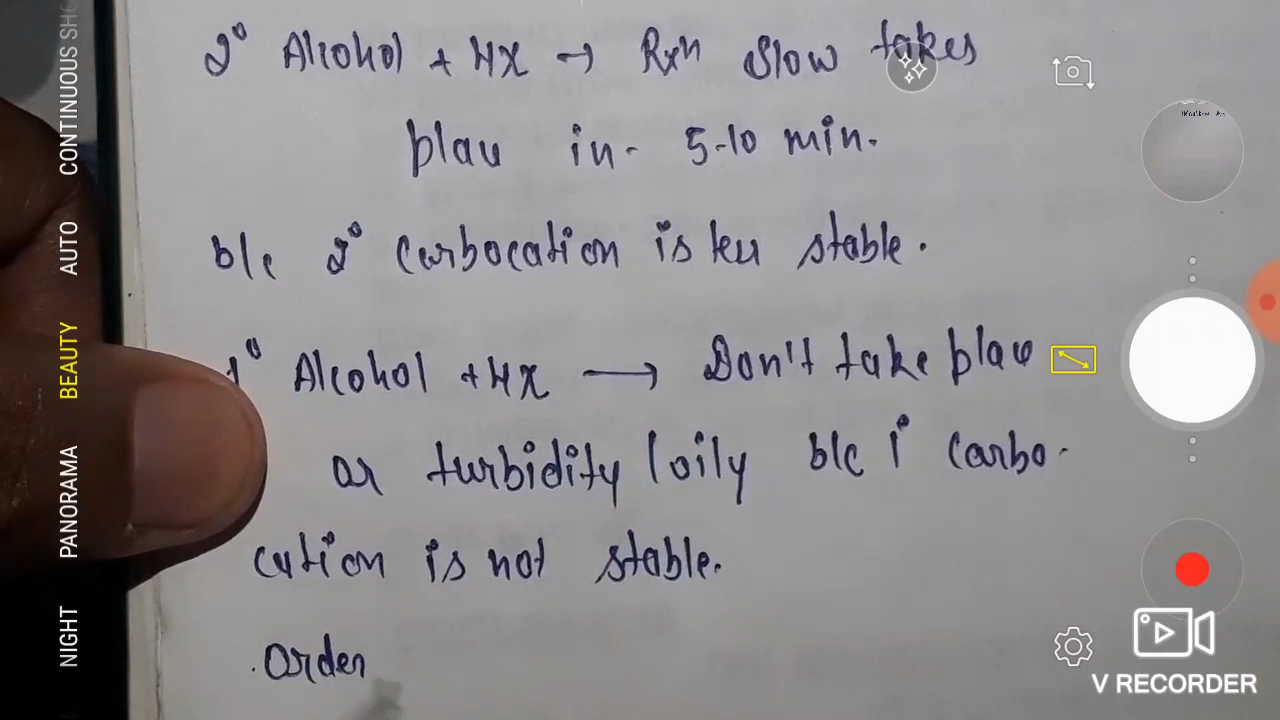 2° Alcohol + HX → Rxn slow takes
place in - 5-10 min.
b/c 2° carbocation is less stable.
1° Alcohol + HX → Don't take place
or turbidity / oily b/c 1° carbo-
cation is not stable.
order
NIGHT PANORAMA BEAUTY AUTO CONTINUOUS SHO
V RECORDER